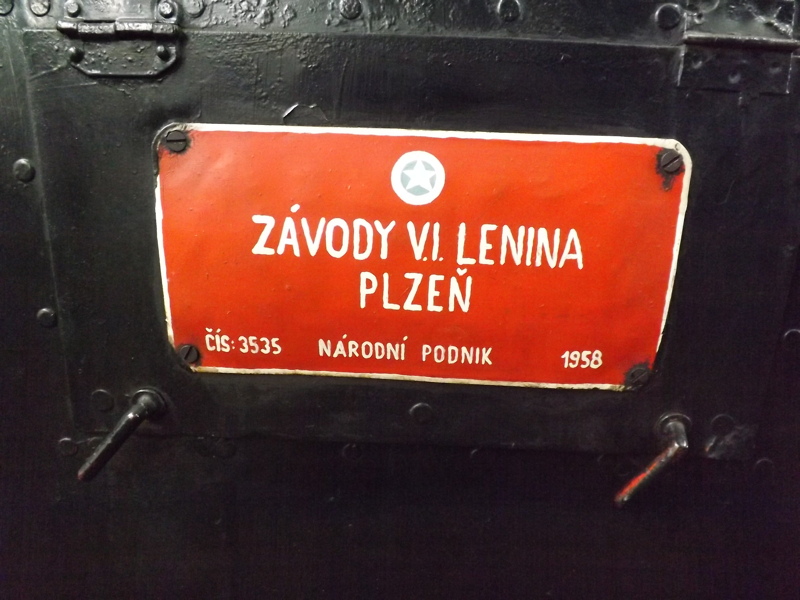 ZÁVODY V.I. LENINA
PLZEŇ
ČÍS: 3535 NÁRODNÍ PODNIK 1958